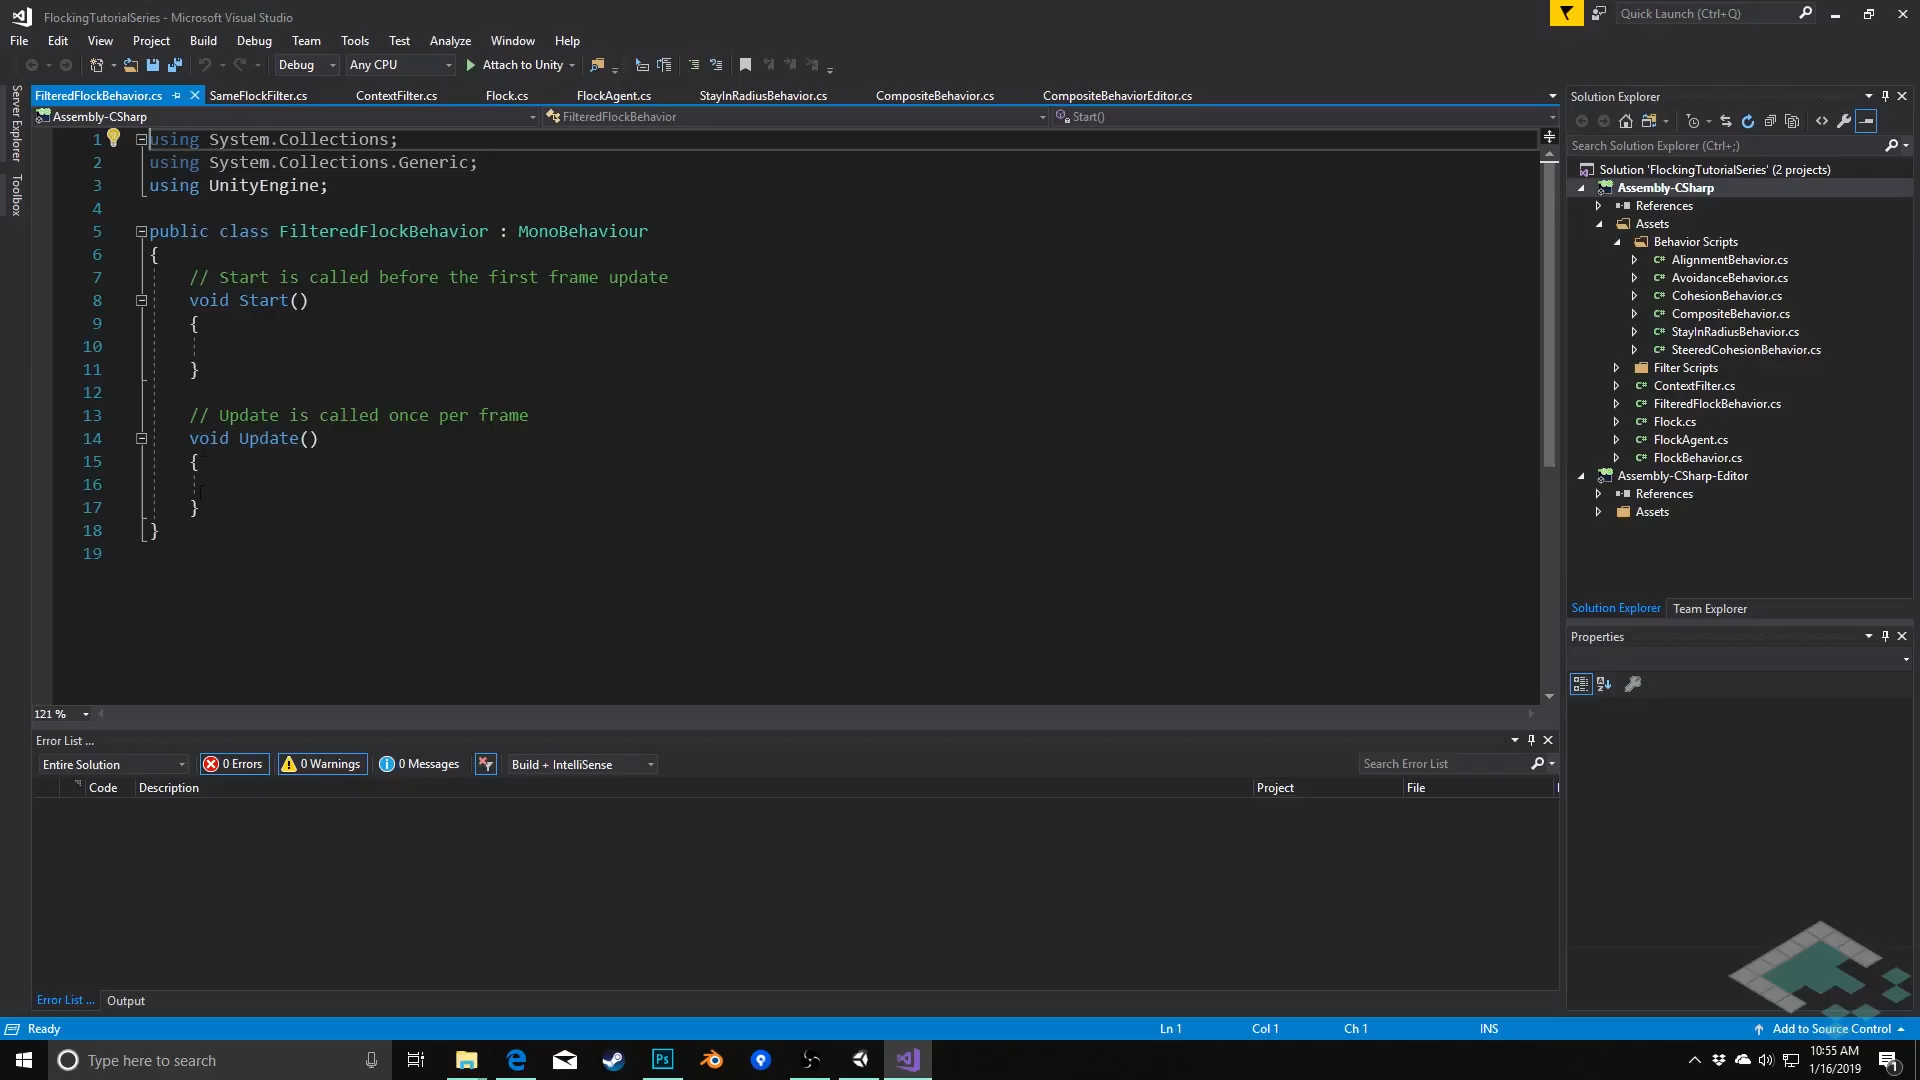 FlockingTutorialSeries - Microsoft Visual Studio
Quick Launch (Ctrl+Q)
File Edit View Project Build Debug Team Tools Test Analyze Window Help
Debug Any CPU Attach to Unity
Server Explorer
Toolbox
FilteredFlockBehavior.cs SameFlockFilter.cs ContextFilter.cs Flock.cs FlockAgent.cs StayInRadiusBehavior.cs CompositeBehavior.cs CompositeBehaviorEditor.cs
Assembly-CSharp FilteredFlockBehavior Start()
1 using System.Collections;
2 using System.Collections.Generic;
3 using UnityEngine;
4
5 public class FilteredFlockBehavior : MonoBehaviour
6 {
7 // Start is called before the first frame update
8 void Start()
9 {
10
11 }
12
13 // Update is called once per frame
14 void Update()
15 {
16
17 }
18 }
19
121 %
Error List ...
Entire Solution 0 Errors 0 Warnings 0 Messages Build + IntelliSense Search Error List
Code Description Project File
Error List ... Output
Solution Explorer
Search Solution Explorer (Ctrl+;)
Solution 'FlockingTutorialSeries' (2 projects)
Assembly-CSharp
References
Assets
Behavior Scripts
C# AlignmentBehavior.cs
C# AvoidanceBehavior.cs
C# CohesionBehavior.cs
C# CompositeBehavior.cs
C# StayInRadiusBehavior.cs
C# SteeredCohesionBehavior.cs
Filter Scripts
C# ContextFilter.cs
C# FilteredFlockBehavior.cs
C# Flock.cs
C# FlockAgent.cs
C# FlockBehavior.cs
Assembly-CSharp-Editor
References
Assets
Solution Explorer Team Explorer
Properties
Ready Ln 1 Col 1 Ch 1 INS Add to Source Control
Type here to search
Ps
10:55 AM
1/16/2019
1